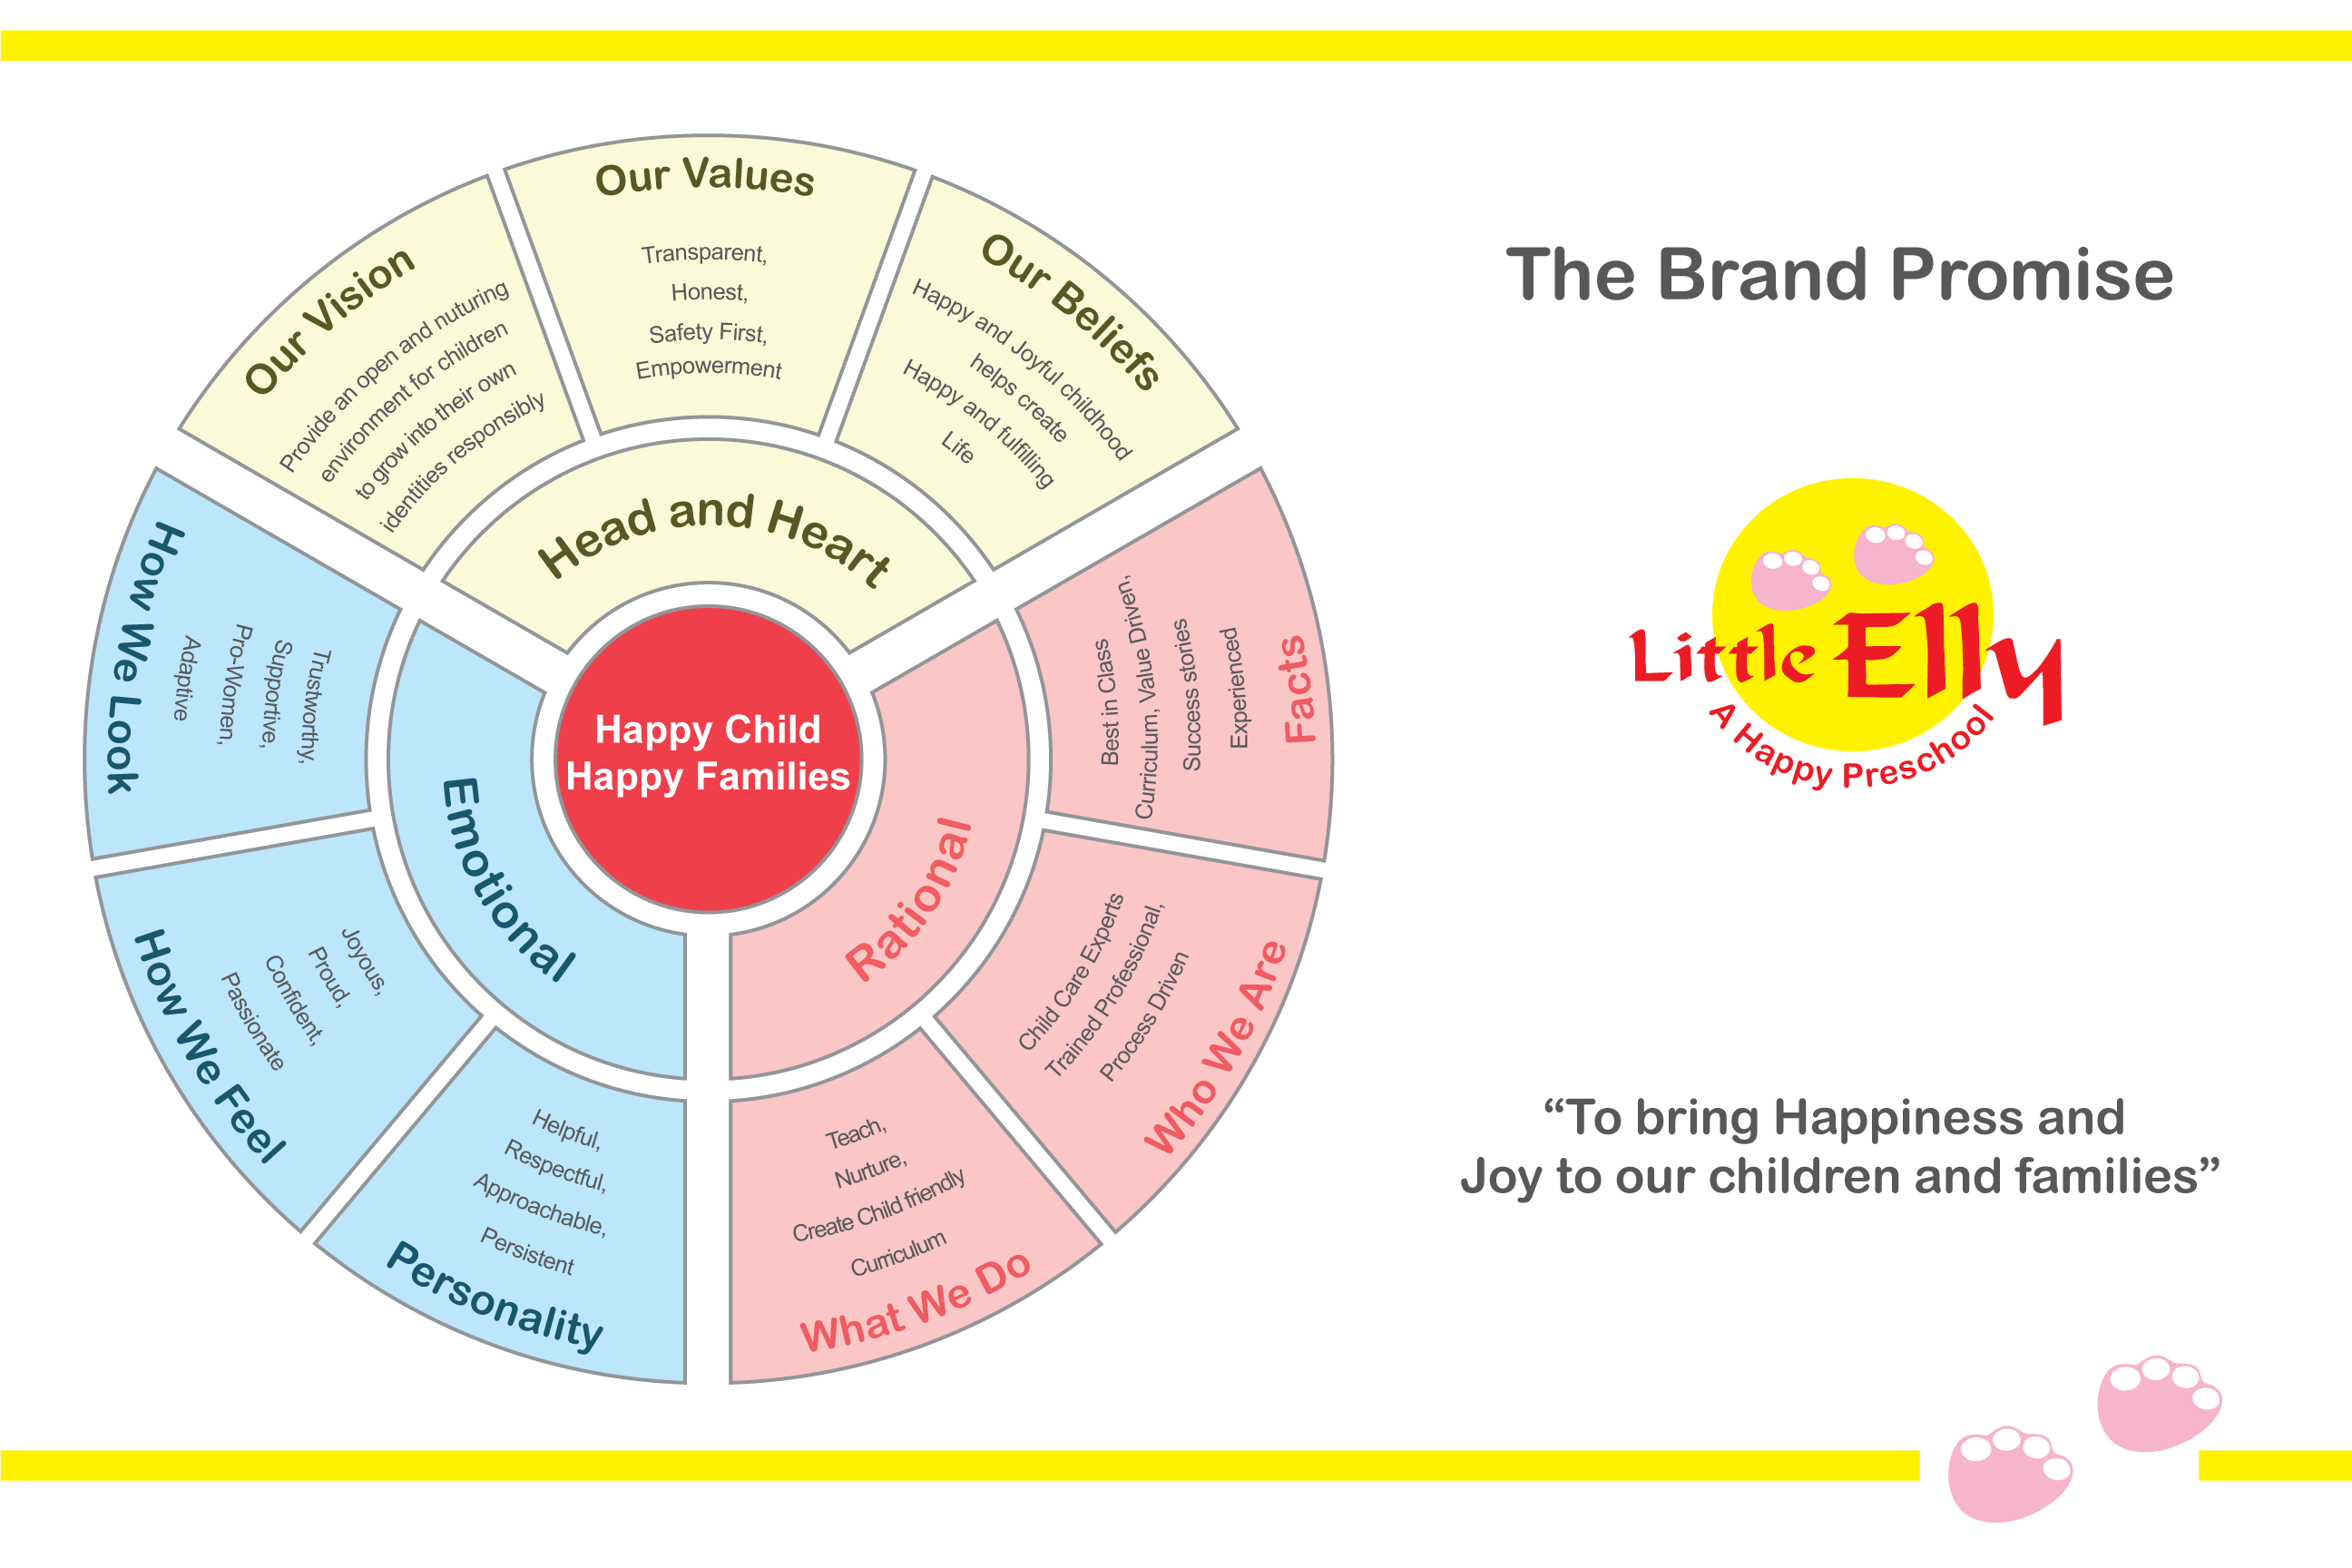 Our Vision
Provide an open and nuturing
environment for children
to grow into their own
identities responsibly
Our Values
Transparent,
Honest,
Safety First,
Empowerment
Our Beliefs
Happy and Joyful childhood
helps create
Happy and fulfilling
Life
Head and Heart
How We Look
Trustworthy,
Supportive,
Pro-Women,
Adaptive
How We Feel
Joyous,
Proud,
Confident,
Passionate
Personality
Helpful,
Respectful,
Approachable,
Persistent
Emotional
Happy Child
Happy Families
Rational
Facts
Best in Class
Curriculum, Value Driven,
Success stories
Experienced
Who We Are
Child Care Experts
Trained Professional,
Process Driven
What We Do
Teach,
Nurture,
Create Child friendly
Curriculum
The Brand Promise
Little Elly
A Happy Preschool
“To bring Happiness and
Joy to our children and families”